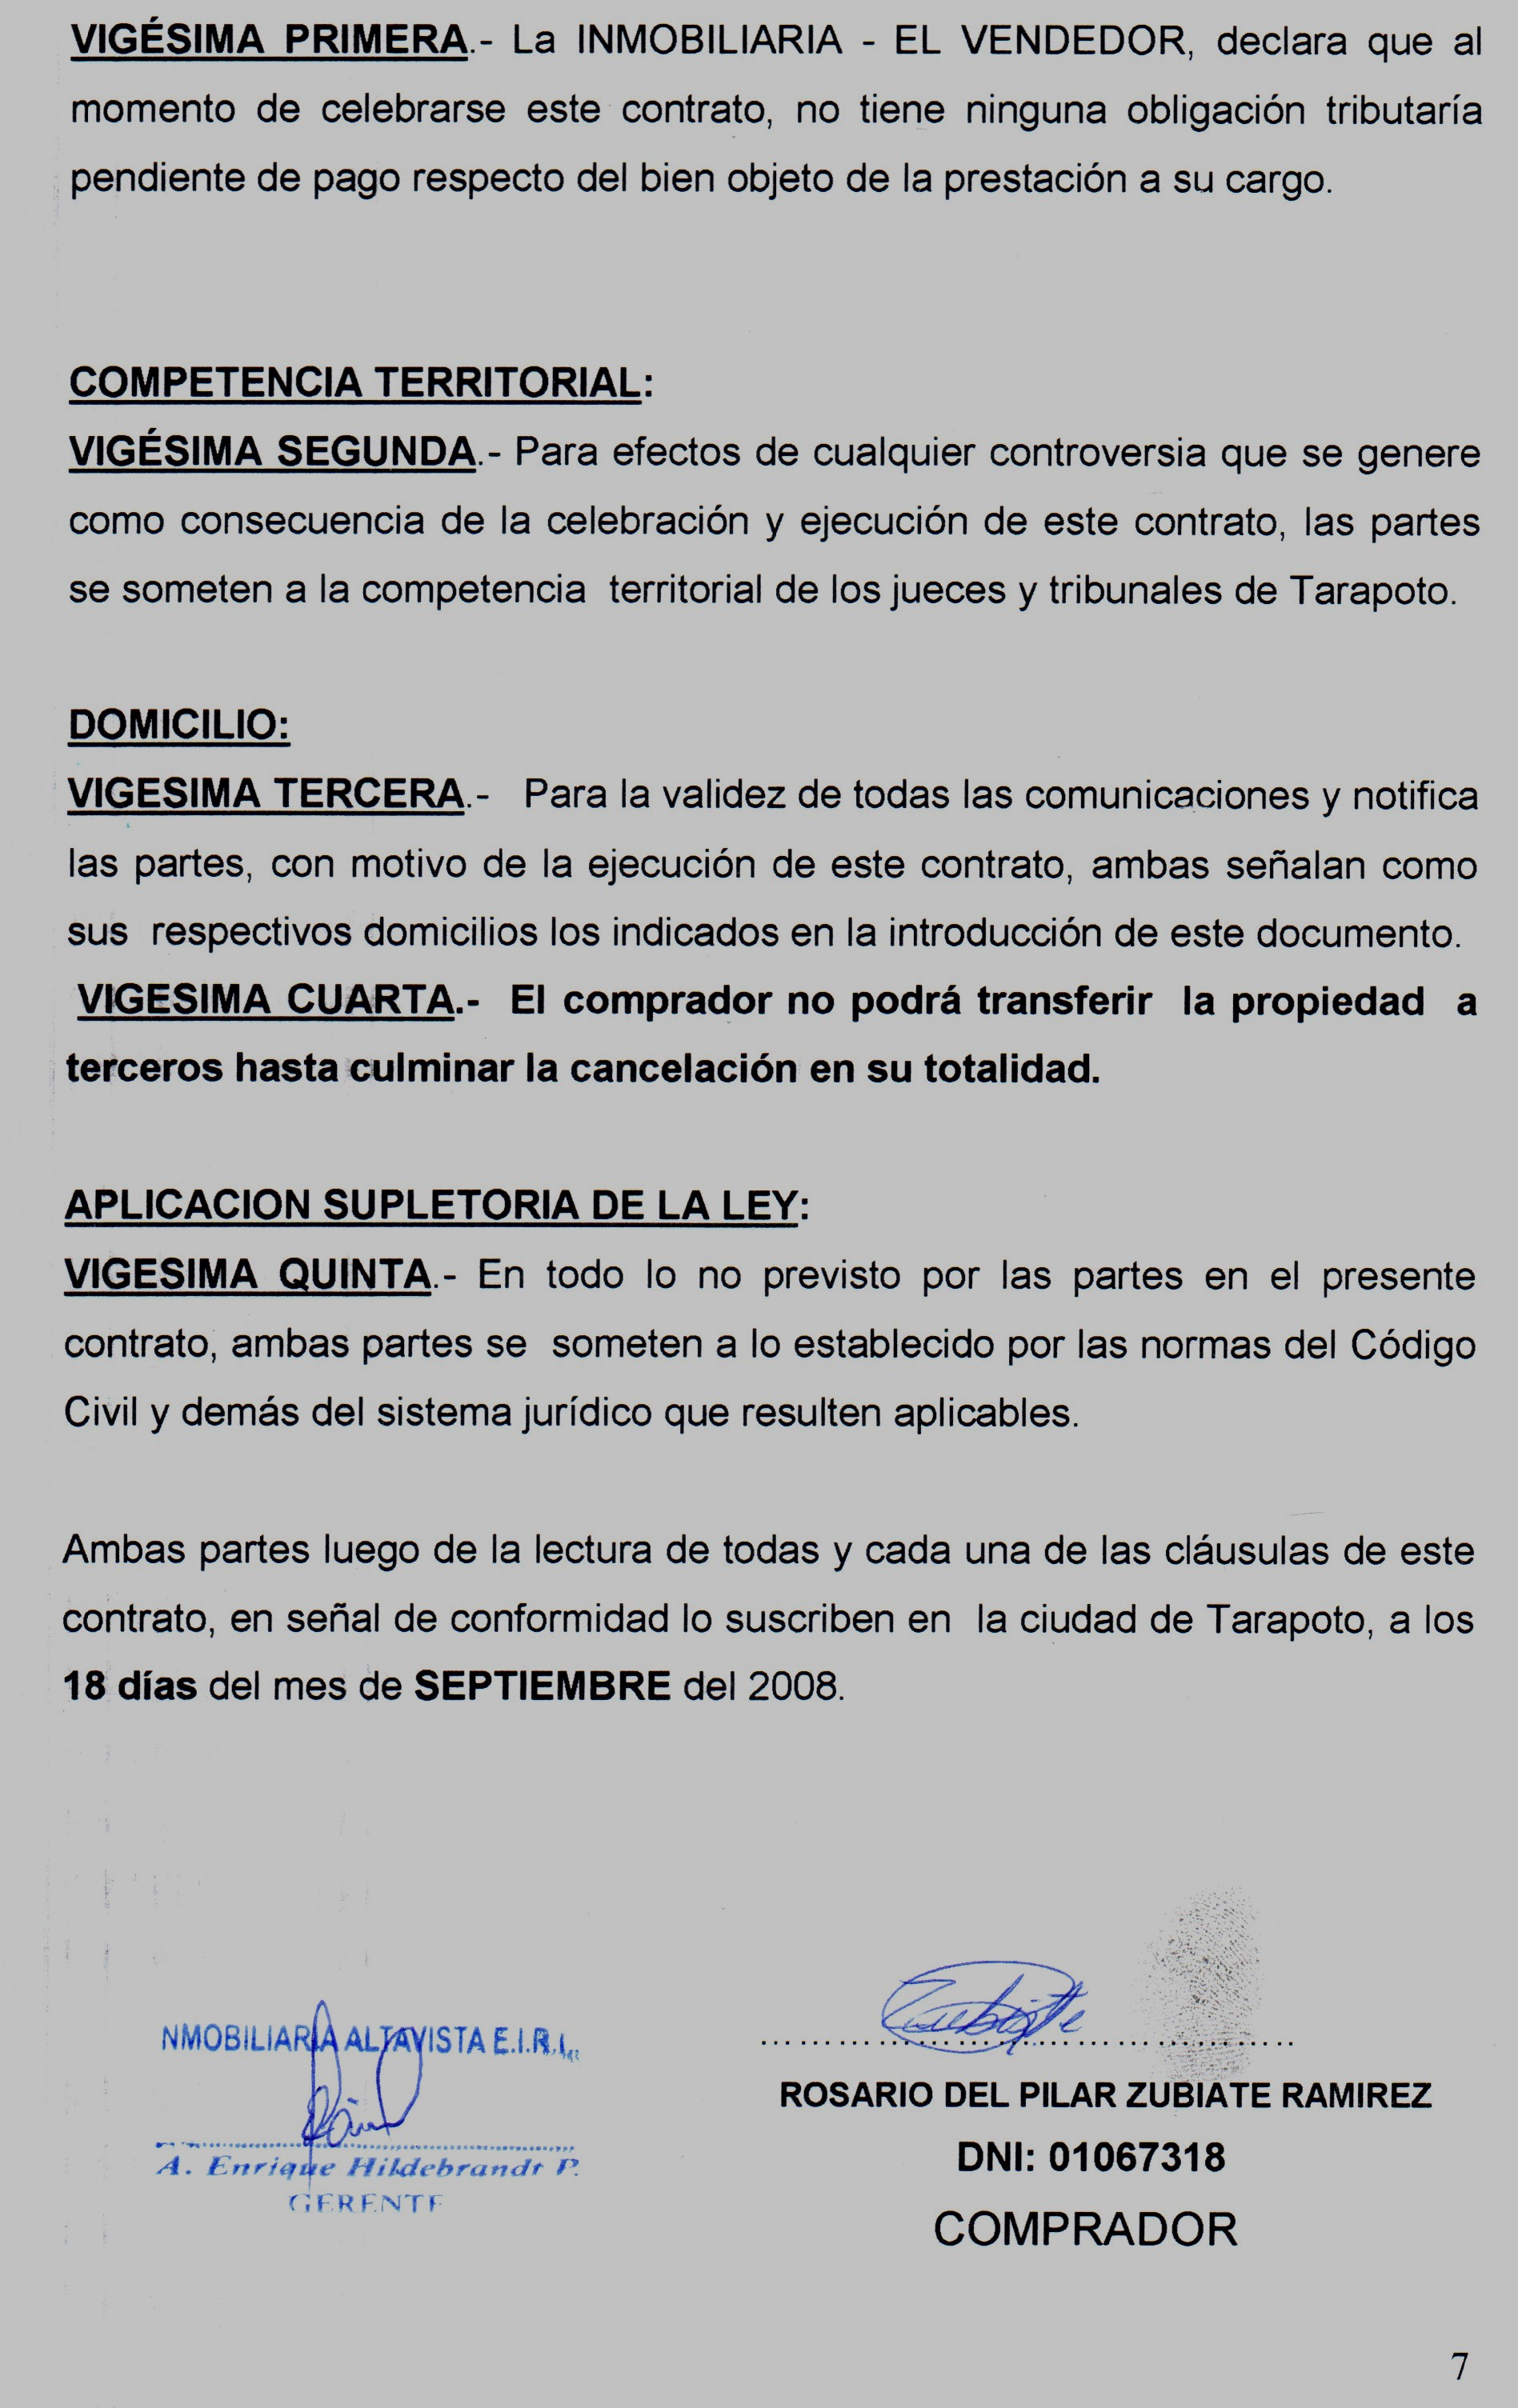 VIGÉSIMA PRIMERA.- La INMOBILIARIA - EL VENDEDOR, declara que al
momento de celebrarse este contrato, no tiene ninguna obligación tributaría
pendiente de pago respecto del bien objeto de la prestación a su cargo.
COMPETENCIA TERRITORIAL:
VIGÉSIMA SEGUNDA.- Para efectos de cualquier controversia que se genere
como consecuencia de la celebración y ejecución de este contrato, las partes
se someten a la competencia territorial de los jueces y tribunales de Tarapoto.
DOMICILIO:
VIGESIMA TERCERA.- Para la validez de todas las comunicaciones y notifica
las partes, con motivo de la ejecución de este contrato, ambas señalan como
sus respectivos domicilios los indicados en la introducción de este documento.
VIGESIMA CUARTA.- El comprador no podrá transferir la propiedad a
terceros hasta culminar la cancelación en su totalidad.
APLICACION SUPLETORIA DE LA LEY:
VIGESIMA QUINTA.- En todo lo no previsto por las partes en el presente
contrato, ambas partes se someten a lo establecido por las normas del Código
Civil y demás del sistema jurídico que resulten aplicables.
Ambas partes luego de la lectura de todas y cada una de las cláusulas de este
contrato, en señal de conformidad lo suscriben en la ciudad de Tarapoto, a los
18 días del mes de SEPTIEMBRE del 2008.
NMOBILIARIA ALTAVISTA E.I.R.L.
A. Enrique Hildebrandt P.
GERENTE
Zubiate
ROSARIO DEL PILAR ZUBIATE RAMIREZ
DNI: 01067318
COMPRADOR
7